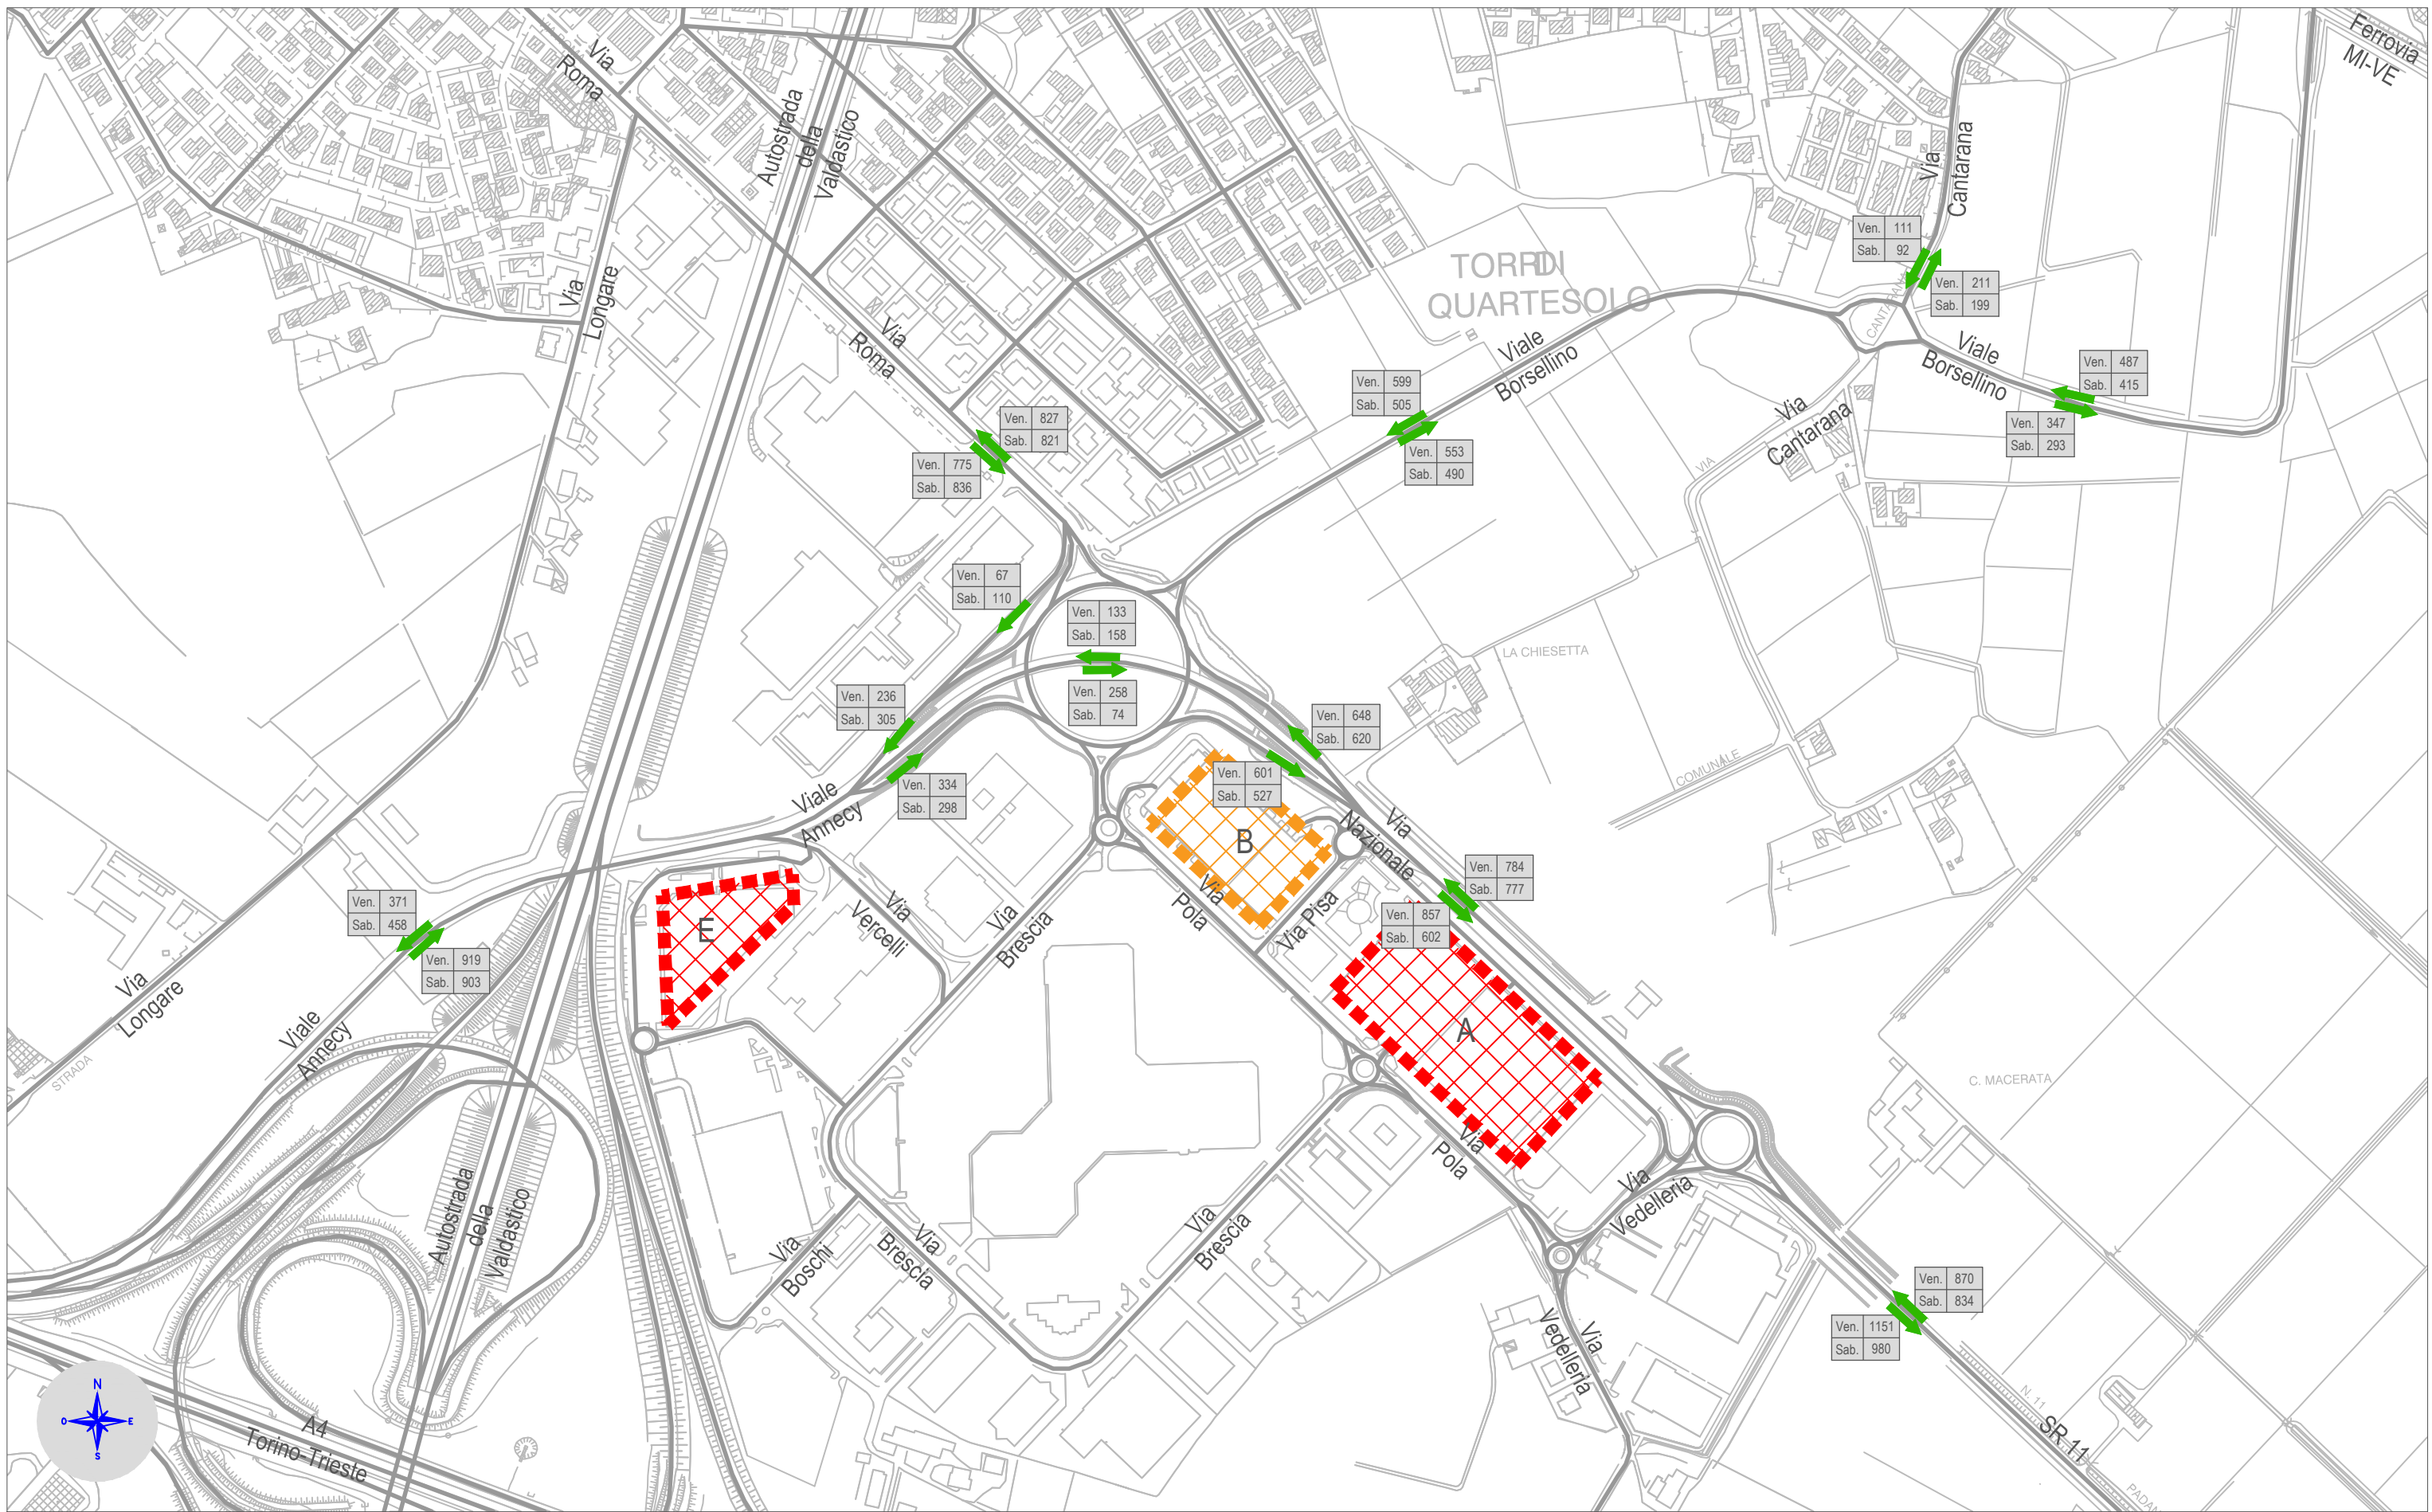 Via
Roma
Autostrada
della
Valdastico
Via
Cantarana
Ferrovia
MI-VE
Via
Longare
TORRI DI
QUARTESOLO
Ven. 111
Sab. 92
Ven. 211
Sab. 199
CANTARANA
Via
Roma
Viale
Borsellino
Viale
Borsellino
Ven. 487
Sab. 415
Ven. 347
Sab. 293
Ven. 599
Sab. 505
Ven. 553
Sab. 490
Via
Cantarana
VIA
Ven. 827
Sab. 821
Ven. 775
Sab. 836
Ven. 67
Sab. 110
Ven. 133
Sab. 158
Ven. 258
Sab. 74
Ven. 236
Sab. 305
Ven. 334
Sab. 298
LA CHIESETTA
Ven. 648
Sab. 620
Ven. 601
Sab. 527
COMUNALE
Viale
Annecy
B
Via
Nazionale
Ven. 784
Sab. 777
Ven. 857
Sab. 602
E
Via
Vercelli
Via
Brescia
Via
Pola
Via Pisa
Ven. 371
Sab. 458
Ven. 919
Sab. 903
Via
Longare
STRADA
Viale
Annecy
A
C. MACERATA
Via
Pola
Via
Vedelleria
Autostrada
della
Valdastico
Via
Boschi
Via
Brescia
Via
Brescia
Via
Vedelleria
Ven. 870
Sab. 834
Ven. 1151
Sab. 980
N
O
E
S
A4
Torino-Trieste
N. 11
SR 11